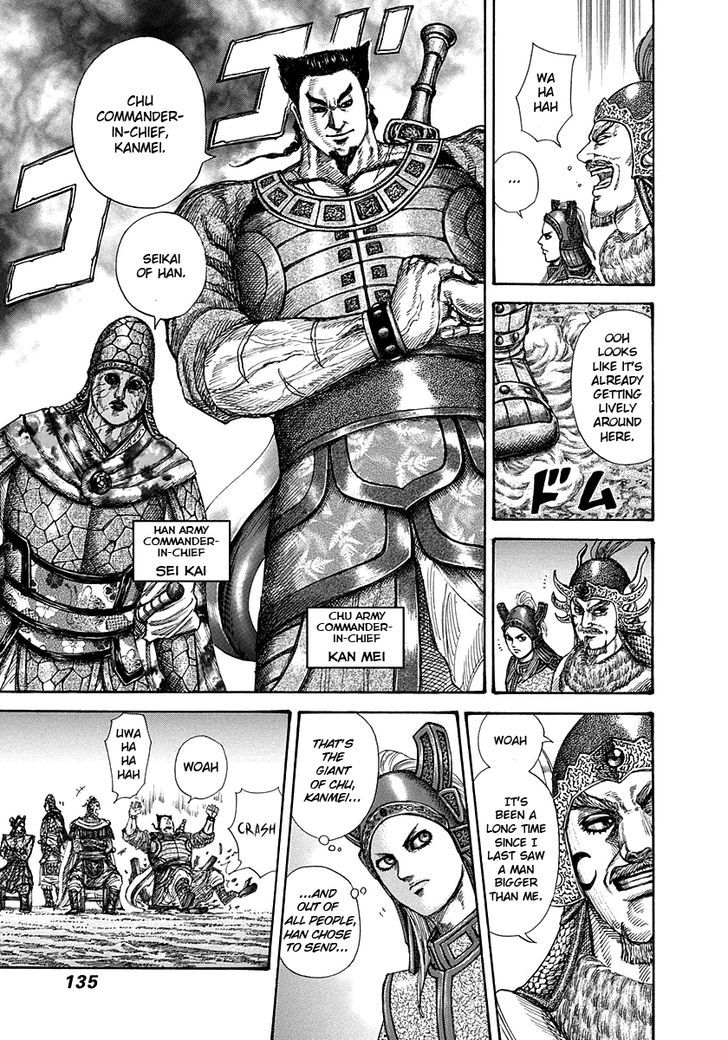 WA
HA
HAH
...
OOH
LOOKS
LIKE IT'S
ALREADY
GETTING
LIVELY
AROUND
HERE.
ドム
ゴゴゴ
CHU
COMMANDER-
IN-CHIEF,
KANMEI.
SEIKAI
OF HAN.
HAN ARMY
COMMANDER-
IN-CHIEF
SEI KAI
CHU ARMY
COMMANDER-
IN-CHIEF
KAN MEI
WOAH
IT'S
BEEN A
LONG TIME
SINCE I
LAST SAW
A MAN
BIGGER
THAN ME.
THAT'S
THE
GIANT
OF CHU,
KANMEI...
...AND
OUT OF
ALL PEOPLE,
HAN CHOSE
TO SEND...
WOAH
UWA
HA
HA
HAH
CRASH
135